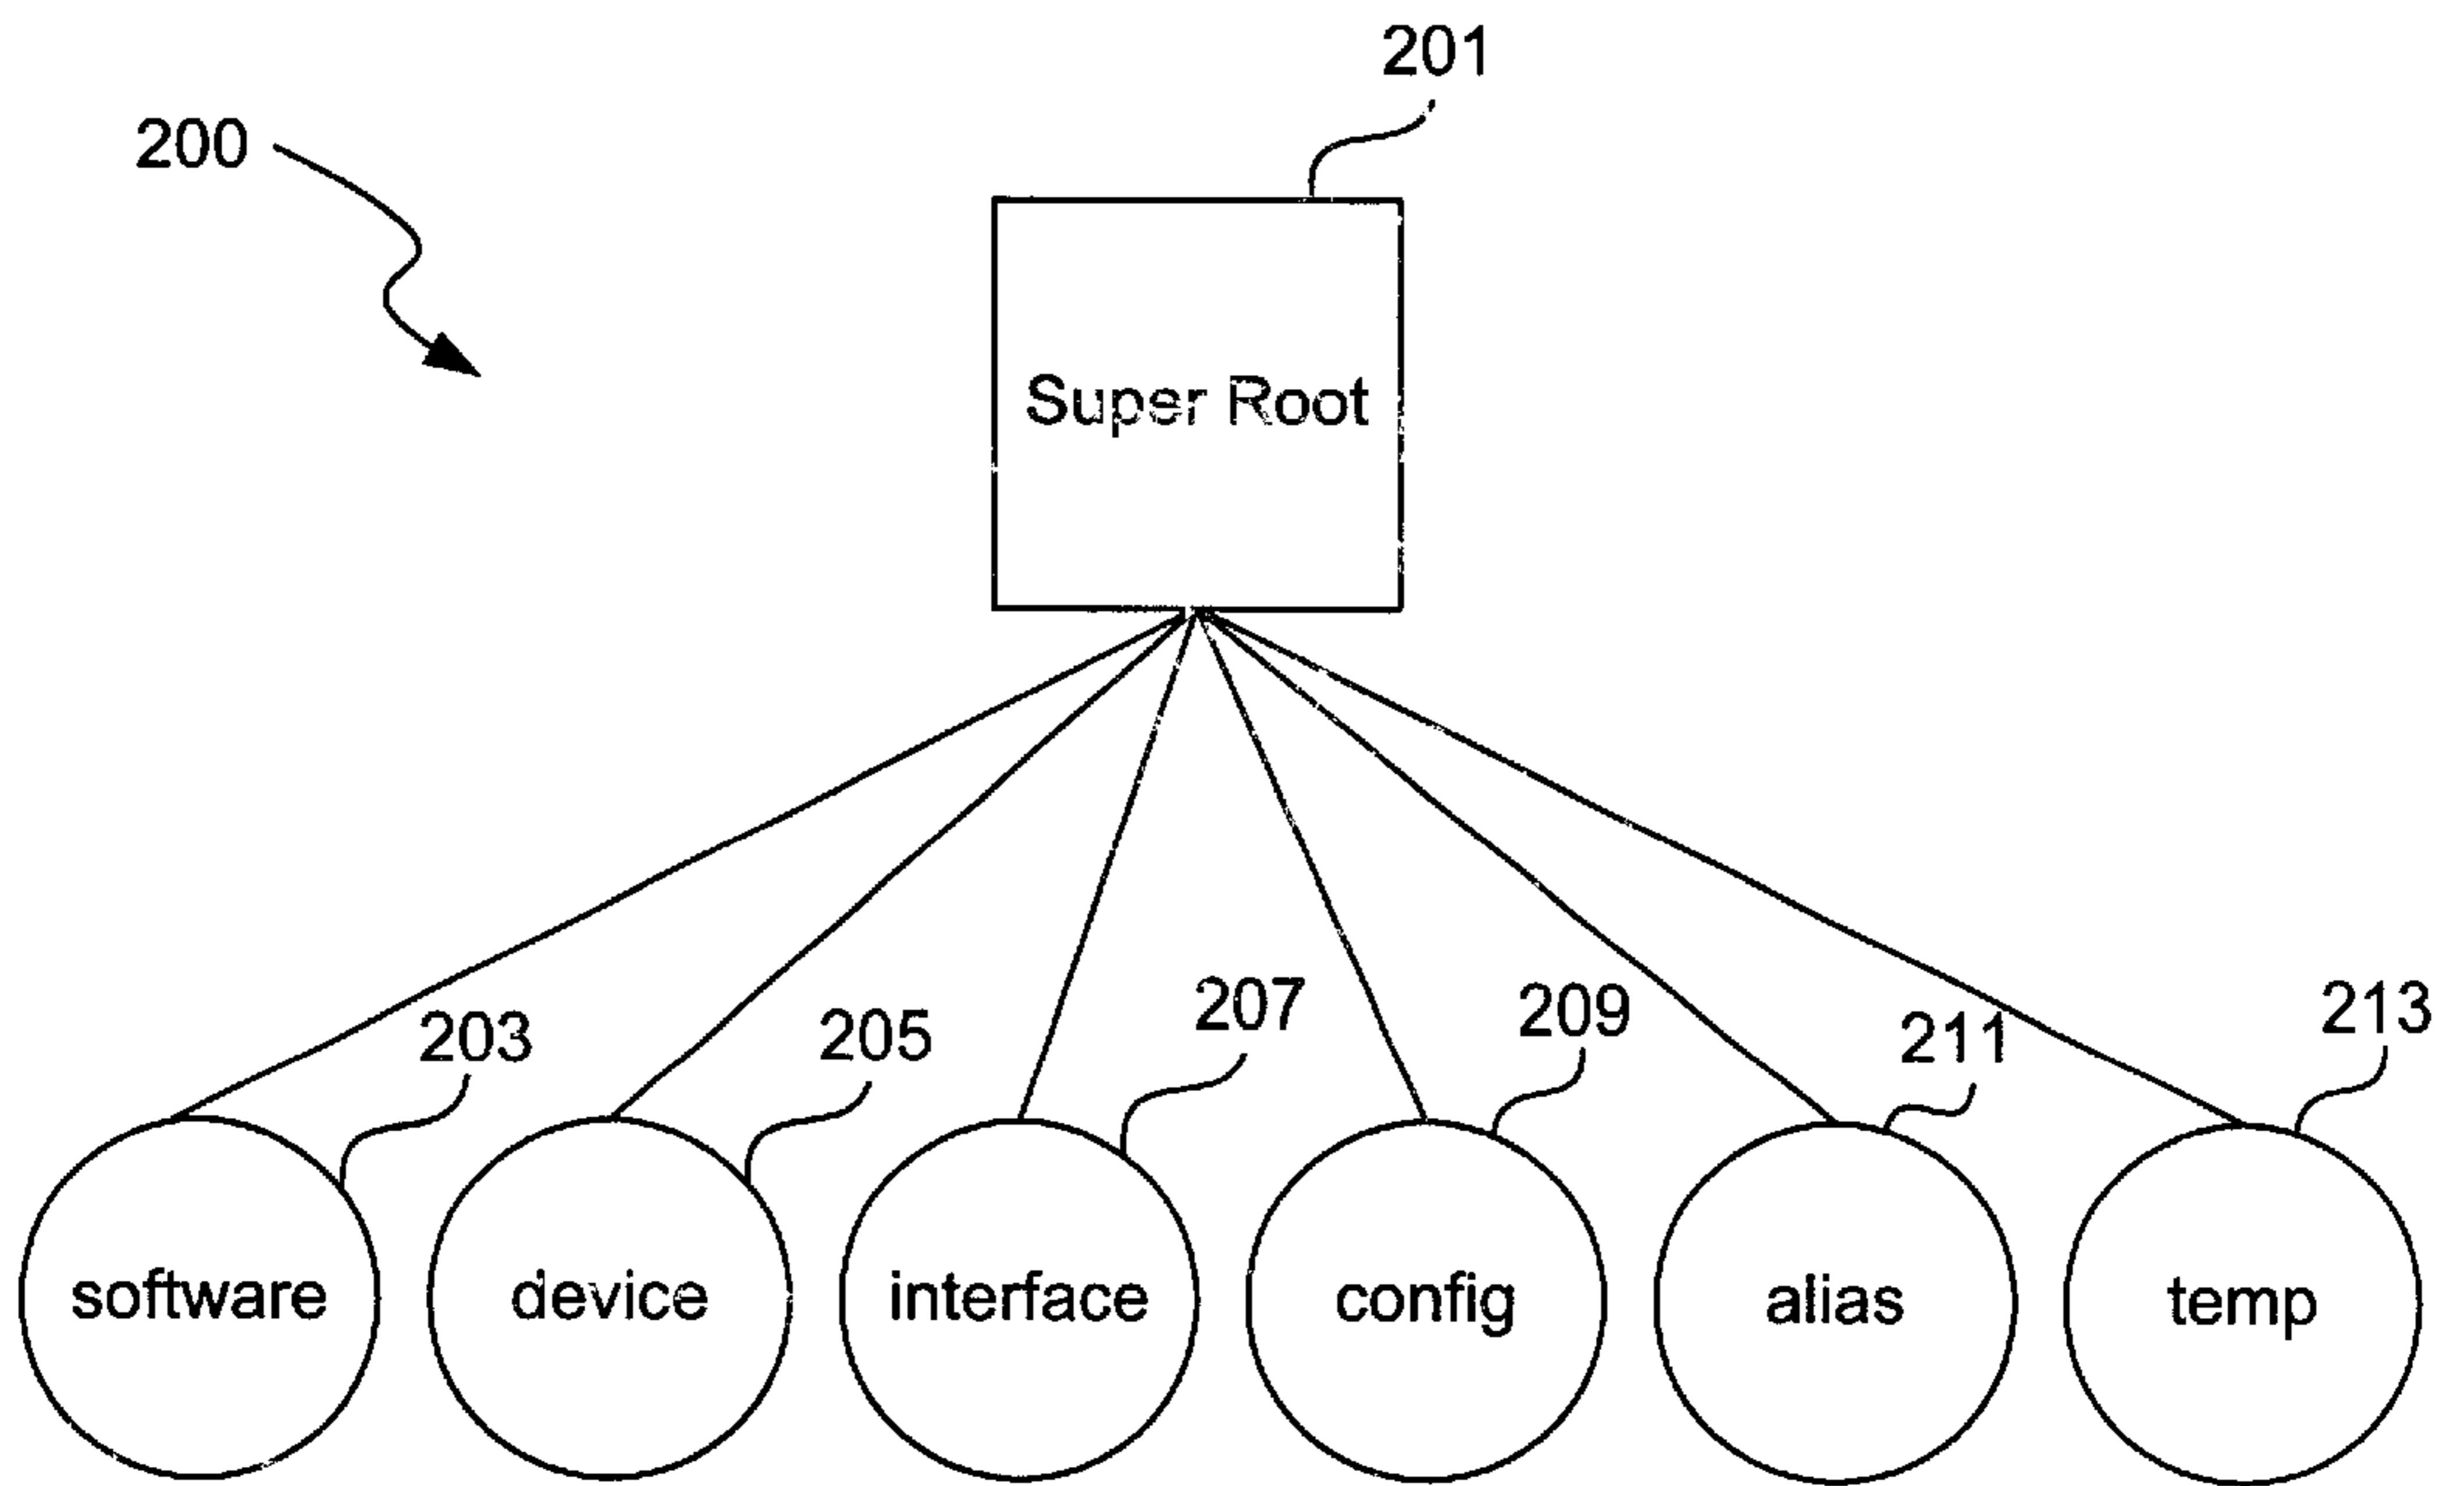 201
200
Super Root
203
205
207
209
211
213
software
device
interface
config
alias
temp